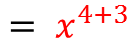 = x^{4+3}